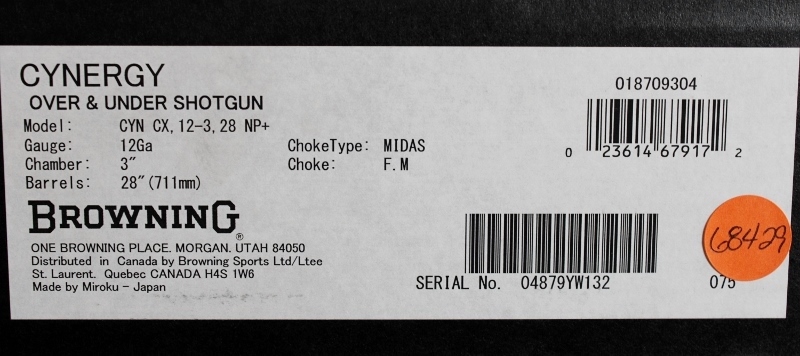 CYNERGY
OVER & UNDER SHOTGUN
Model: CYN CX, 12-3, 28 NP+
Gauge: 12Ga ChokeType: MIDAS
Chamber: 3" Choke: F.M
Barrels: 28"(711mm)
018709304
0 23614 67917 2
BROWNING®
ONE BROWNING PLACE. MORGAN. UTAH 84050
Distributed in Canada by Browning Sports Ltd/Ltee
St. Laurent. Quebec CANADA H4S 1W6
Made by Miroku - Japan
SERIAL No. 04879YW132 075
68429